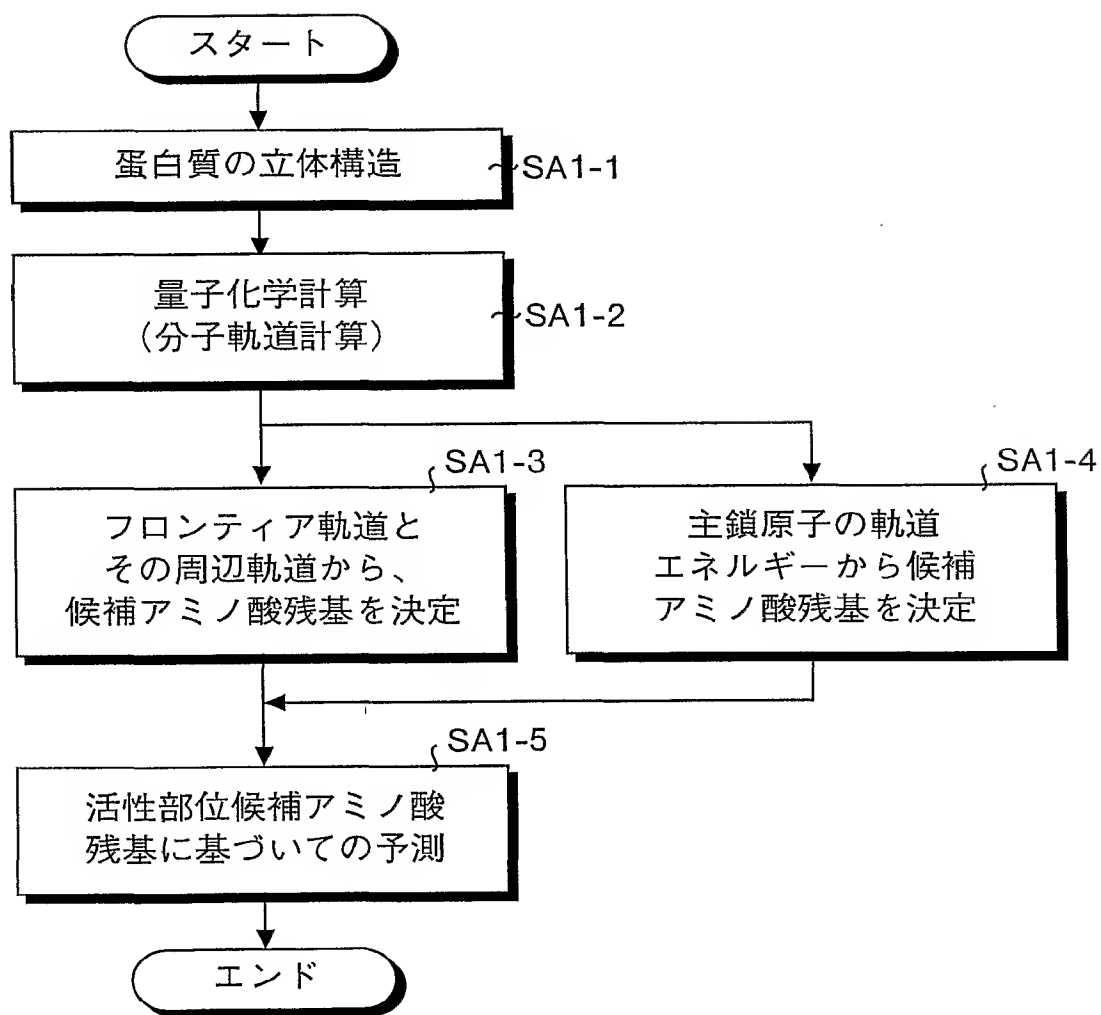 スタート
蛋白質の立体構造
SA1-1
量子化学計算
（分子軌道計算）
SA1-2
SA1-3
フロンティア軌道と
その周辺軌道から、
候補アミノ酸残基を決定
SA1-4
主鎖原子の軌道
エネルギーから候補
アミノ酸残基を決定
SA1-5
活性部位候補アミノ酸
残基に基づいての予測
エンド